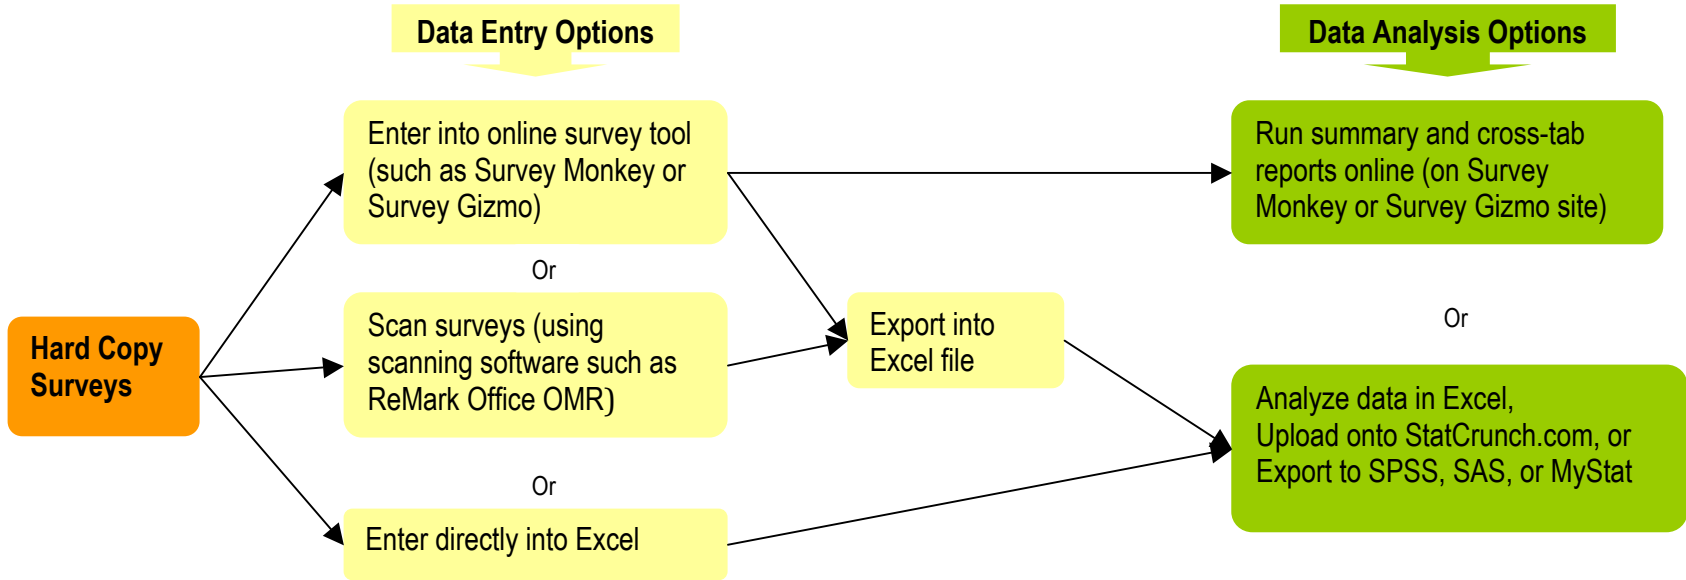 Data Entry Options
Data Analysis Options
Enter into online survey tool
(such as Survey Monkey or
Survey Gizmo)
Run summary and cross-tab
reports online (on Survey
Monkey or Survey Gizmo site)
Or
Hard Copy
Surveys
Scan surveys (using
scanning software such as
ReMark Office OMR)
Export into
Excel file
Or
Analyze data in Excel,
Upload onto StatCrunch.com, or
Export to SPSS, SAS, or MyStat
Or
Enter directly into Excel